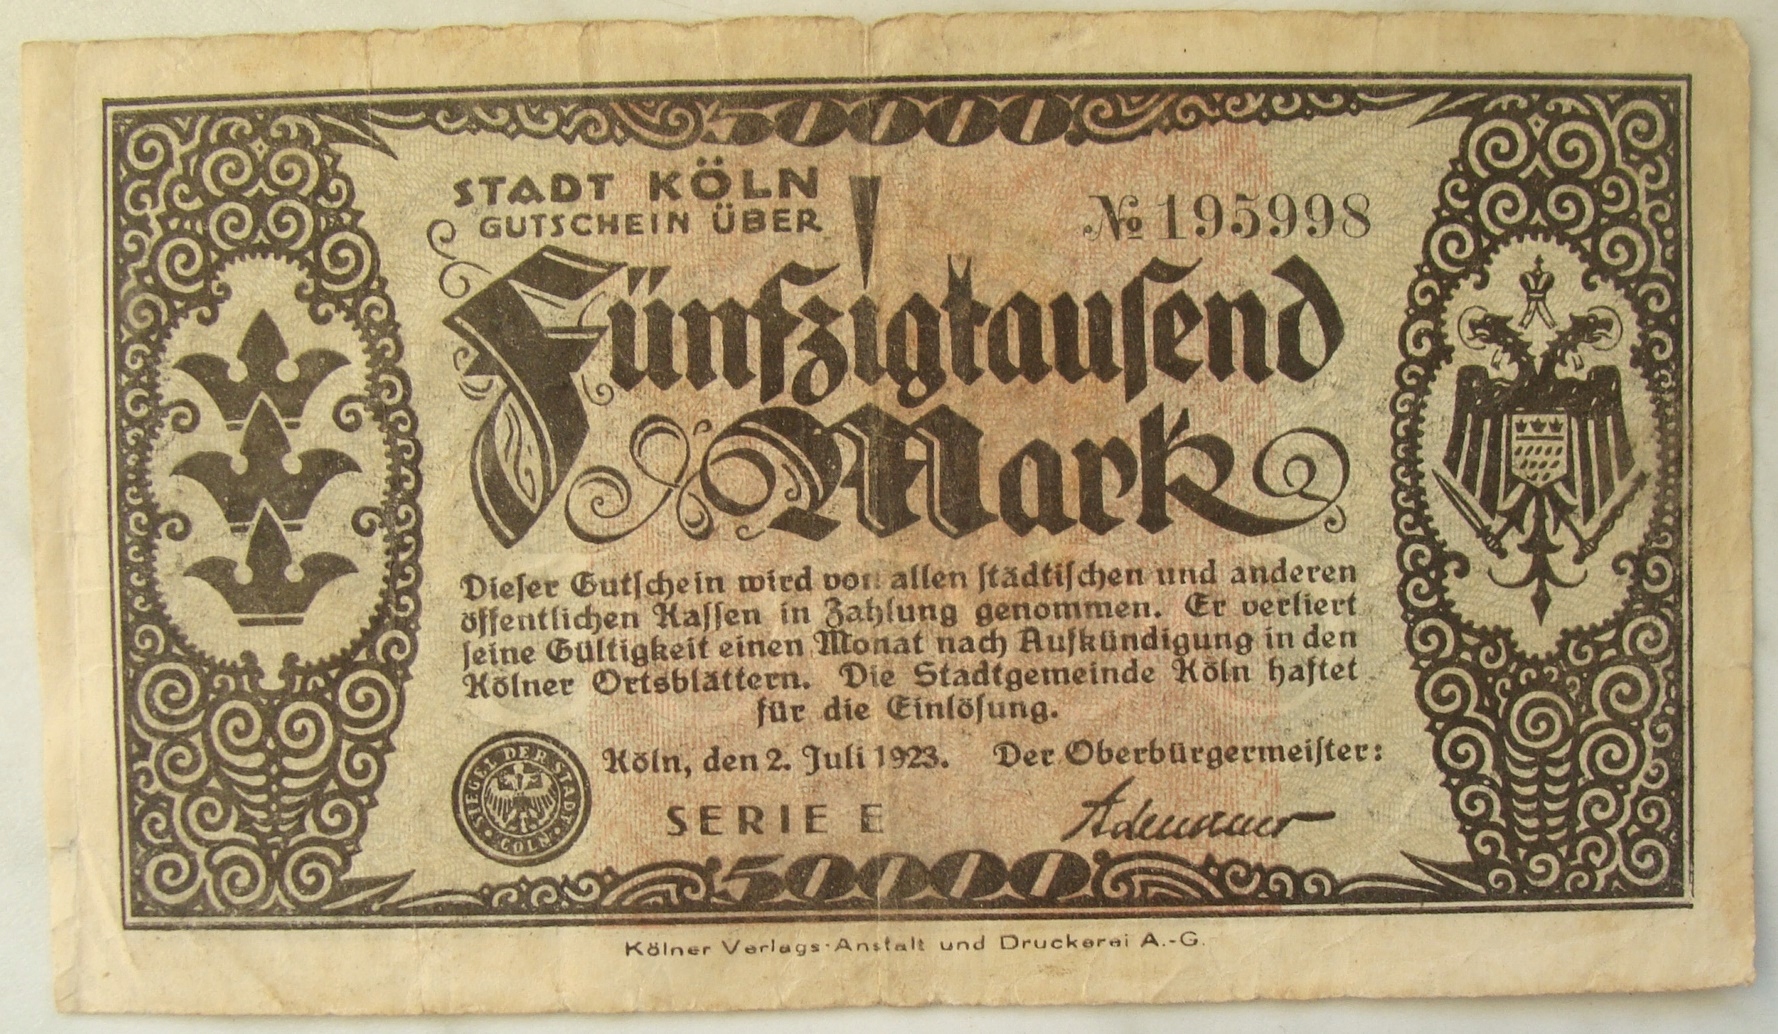 50000
STADT KÖLN
GUTSCHEIN ÜBER
№ 195998
Fünfzigtausend
Mark
Dieser Gutschein wird von allen städtischen und anderen
öffentlichen Kassen in Zahlung genommen. Er verliert
seine Gültigkeit einen Monat nach Aufkündigung in den
Kölner Ortsblättern. Die Stadtgemeinde Köln haftet
für die Einlösung.
Köln, den 2. Juli 1923. Der Oberbürgermeister:
SIEGEL DER STADT CÖLN
SERIE E
Adenauer
50000
Kölner Verlags-Anstalt und Druckerei A.-G.